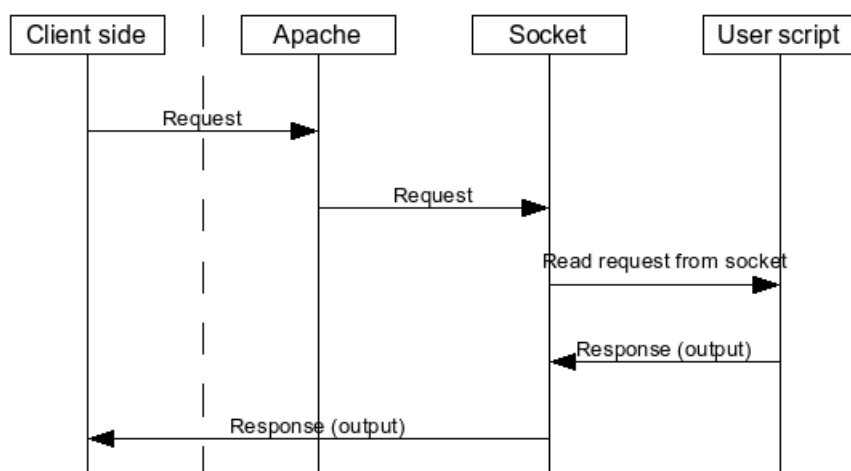 Client side
Apache
Socket
User script
Request
Request
Read request from socket
Response (output)
Response (output)